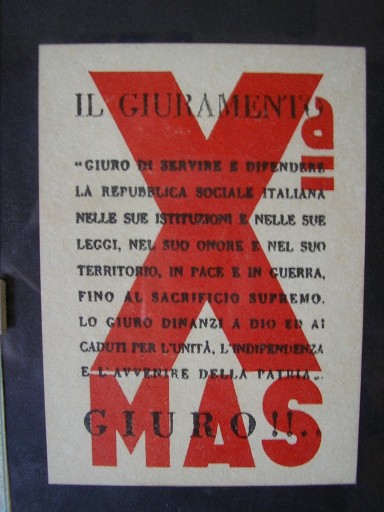 IL GIURAMENTO
Xª
"GIURO DI SERVIRE E DIFENDERE
LA REPUBBLICA SOCIALE ITALIANA
NELLE SUE ISTITUZIONI E NELLE SUE
LEGGI, NEL SUO ONORE E NEL SUO
TERRITORIO, IN PACE E IN GUERRA,
FINO AL SACRIFICIO SUPREMO.
LO GIURO DINANZI A DIO ED AI
CADUTI PER L'UNITÀ, L'INDIPENDENZA
E L'AVVENIRE DELLA PATRIA„.
GIURO!!..
MAS